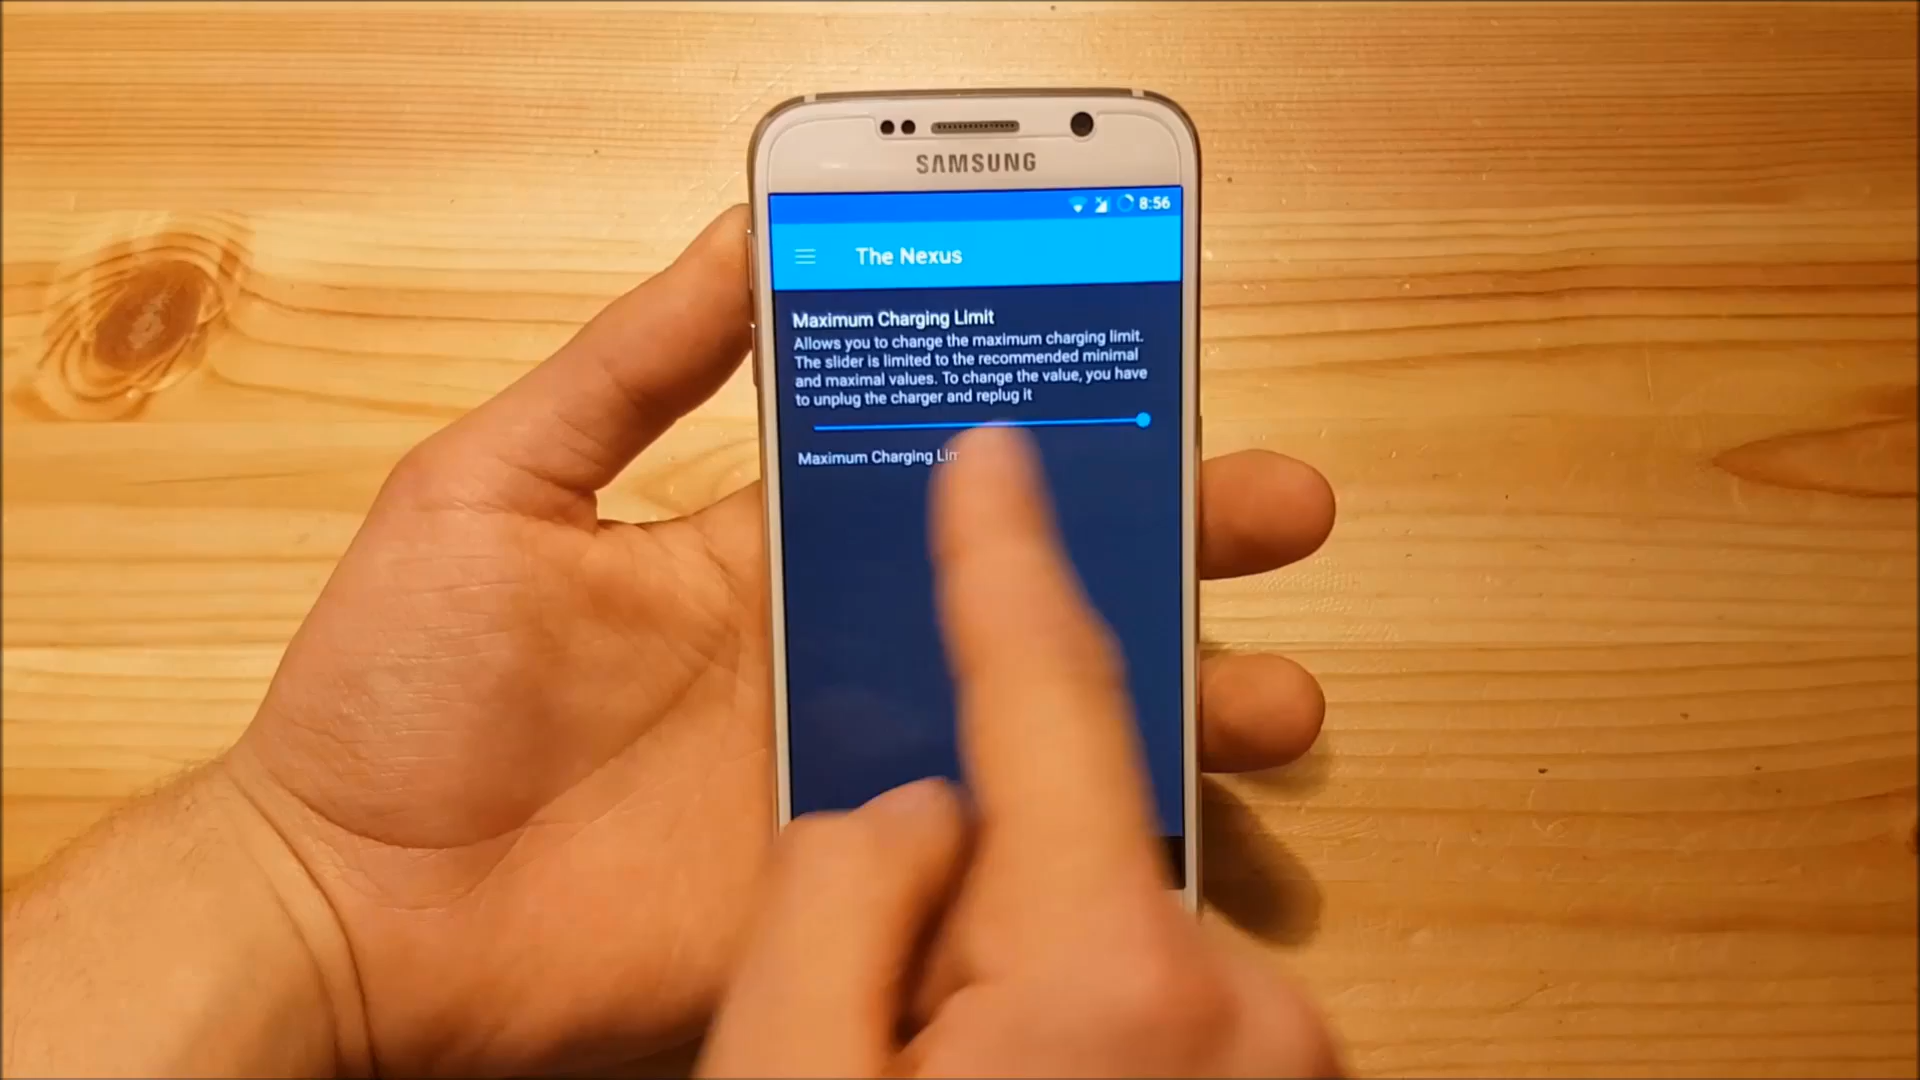 SAMSUNG
8:56
The Nexus
Maximum Charging Limit
Allows you to change the maximum charging limit.
The slider is limited to the recommended minimal
and maximal values. To change the value, you have
to unplug the charger and replug it
Maximum Charging